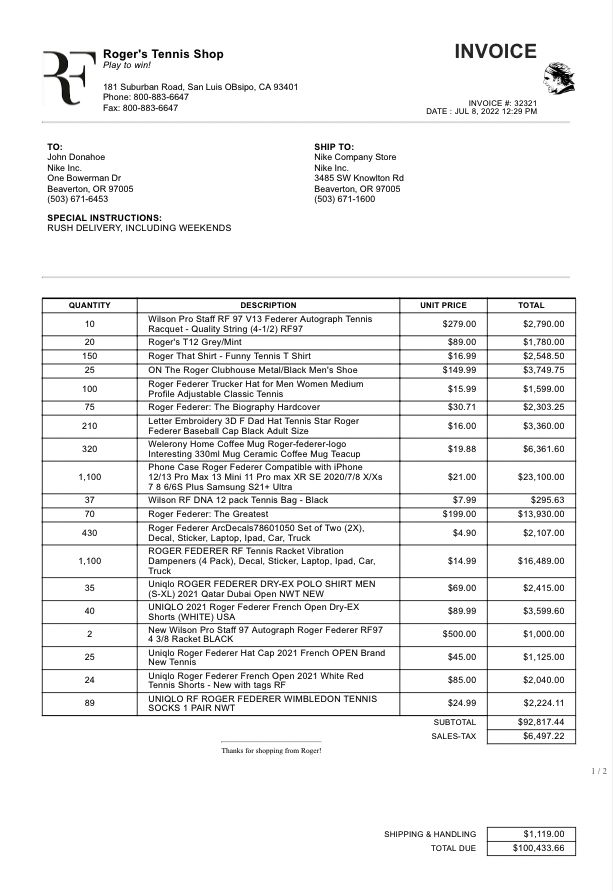 RF
Roger's Tennis Shop
Play to win!
181 Suburban Road, San Luis OBsipo, CA 93401
Phone: 800-883-6647
Fax: 800-883-6647
INVOICE
INVOICE #: 32321
DATE : JUL 8, 2022 12:29 PM
TO:
John Donahoe
Nike Inc.
One Bowerman Dr
Beaverton, OR 97005
(503) 671-6453
SHIP TO:
Nike Company Store
Nike Inc.
3485 SW Knowlton Rd
Beaverton, OR 97005
(503) 671-1600
SPECIAL INSTRUCTIONS:
RUSH DELIVERY, INCLUDING WEEKENDS
QUANTITY DESCRIPTION UNIT PRICE TOTAL
10 Wilson Pro Staff RF 97 V13 Federer Autograph Tennis $279.00 $2,790.00
Racquet - Quality String (4-1/2) RF97
20 Roger's T12 Grey/Mint $89.00 $1,780.00
150 Roger That Shirt - Funny Tennis T Shirt $16.99 $2,548.50
25 ON The Roger Clubhouse Metal/Black Men's Shoe $149.99 $3,749.75
100 Roger Federer Trucker Hat for Men Women Medium $15.99 $1,599.00
Profile Adjustable Classic Tennis
75 Roger Federer: The Biography Hardcover $30.71 $2,303.25
210 Letter Embroidery 3D F Dad Hat Tennis Star Roger $16.00 $3,360.00
Federer Baseball Cap Black Adult Size
320 Welerony Home Coffee Mug Roger-federer-logo $19.88 $6,361.60
Interesting 330ml Mug Ceramic Coffee Mug Teacup
1,100 Phone Case Roger Federer Compatible with iPhone $21.00 $23,100.00
12/13 Pro Max 13 Mini 11 Pro max XR SE 2020/7/8 X/Xs
7 8 6/6S Plus Samsung S21+ Ultra
37 Wilson RF DNA 12 pack Tennis Bag - Black $7.99 $295.63
70 Roger Federer: The Greatest $199.00 $13,930.00
430 Roger Federer ArcDecals78601050 Set of Two (2X), $4.90 $2,107.00
Decal, Sticker, Laptop, Ipad, Car, Truck
1,100 ROGER FEDERER RF Tennis Racket Vibration $14.99 $16,489.00
Dampeners (4 Pack), Decal, Sticker, Laptop, Ipad, Car,
Truck
35 Uniqlo ROGER FEDERER DRY-EX POLO SHIRT MEN $69.00 $2,415.00
(S-XL) 2021 Qatar Dubai Open NWT NEW
40 UNIQLO 2021 Roger Federer French Open Dry-EX $89.99 $3,599.60
Shorts (WHITE) USA
2 New Wilson Pro Staff 97 Autograph Roger Federer RF97 $500.00 $1,000.00
4 3/8 Racket BLACK
25 Uniqlo Roger Federer Hat Cap 2021 French OPEN Brand $45.00 $1,125.00
New Tennis
24 Uniqlo Roger Federer French Open 2021 White Red $85.00 $2,040.00
Tennis Shorts - New with tags RF
89 UNIQLO RF ROGER FEDERER WIMBLEDON TENNIS $24.99 $2,224.11
SOCKS 1 PAIR NWT
SUBTOTAL $92,817.44
SALES-TAX $6,497.22
Thanks for shopping from Roger!
1 / 2
SHIPPING & HANDLING $1,119.00
TOTAL DUE $100,433.66